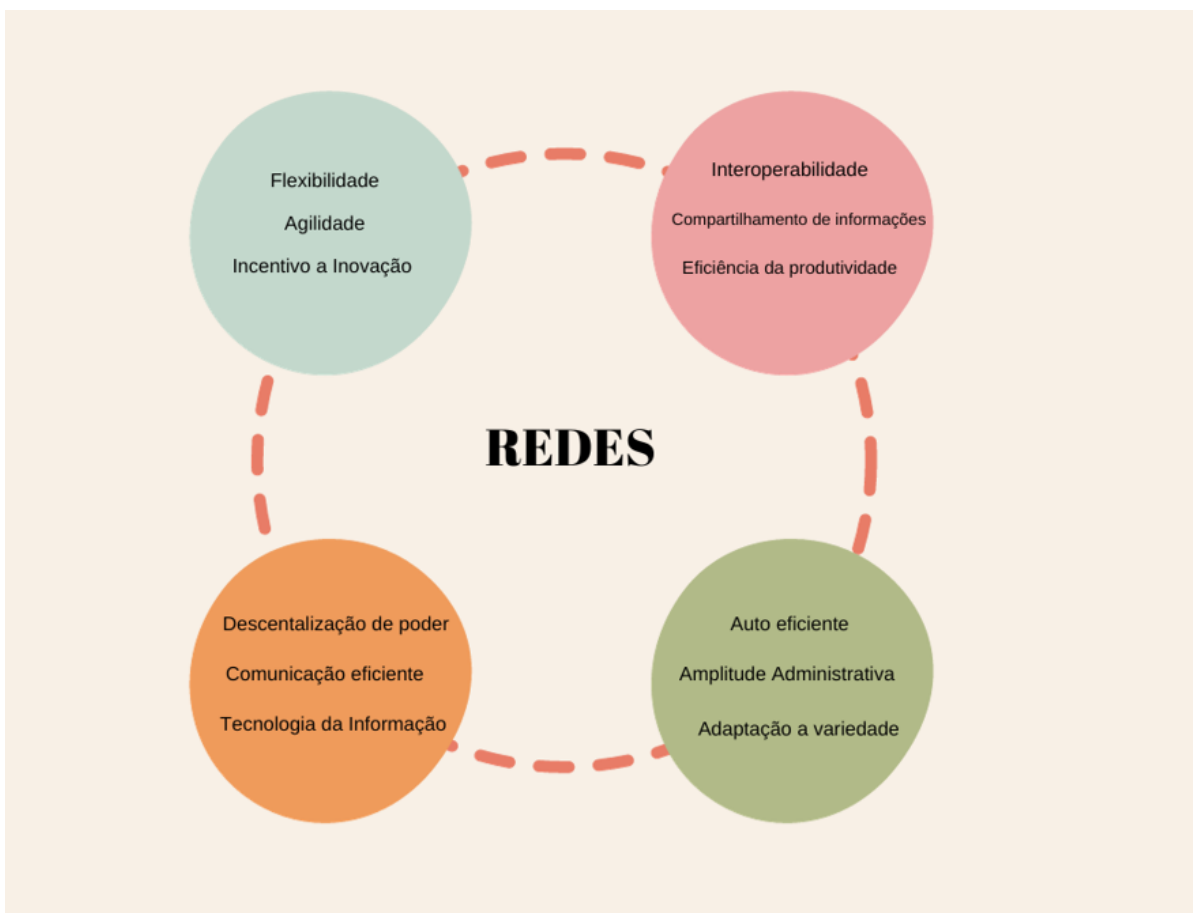 Flexibilidade
Agilidade
Incentivo a Inovação
Interoperabilidade
Compartilhamento de informações
Eficiência da produtividade
REDES
Descentalização de poder
Comunicação eficiente
Tecnologia da Informação
Auto eficiente
Amplitude Administrativa
Adaptação a variedade